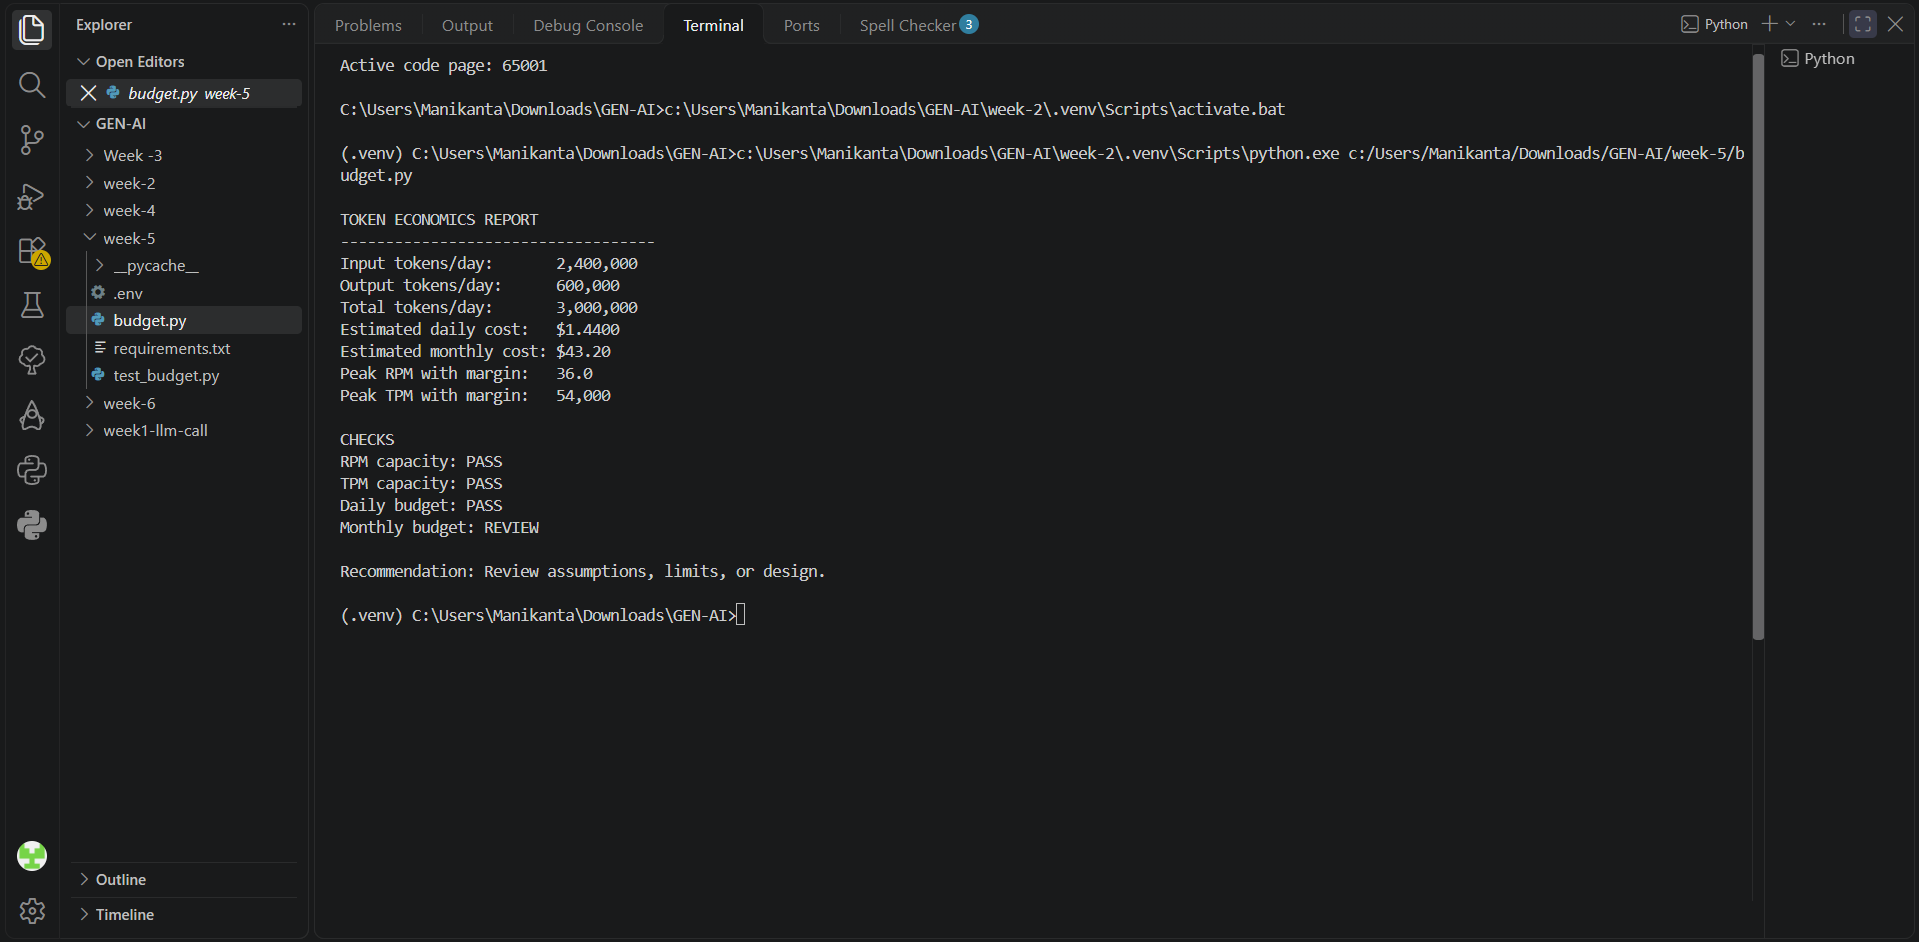 Explorer
Open Editors
budget.py week-5
GEN-AI
Week -3
week-2
week-4
week-5
__pycache__
.env
budget.py
requirements.txt
test_budget.py
week-6
week1-llm-call
Outline
Timeline
Problems Output Debug Console Terminal Ports Spell Checker 3
Python
Python
Active code page: 65001
C:\Users\Manikanta\Downloads\GEN-AI>c:\Users\Manikanta\Downloads\GEN-AI\week-2\.venv\Scripts\activate.bat
(.venv) C:\Users\Manikanta\Downloads\GEN-AI>c:\Users\Manikanta\Downloads\GEN-AI\week-2\.venv\Scripts\python.exe c:/Users/Manikanta/Downloads/GEN-AI/week-5/b
udget.py
TOKEN ECONOMICS REPORT
-----------------------------------
Input tokens/day: 2,400,000
Output tokens/day: 600,000
Total tokens/day: 3,000,000
Estimated daily cost: $1.4400
Estimated monthly cost: $43.20
Peak RPM with margin: 36.0
Peak TPM with margin: 54,000
CHECKS
RPM capacity: PASS
TPM capacity: PASS
Daily budget: PASS
Monthly budget: REVIEW
Recommendation: Review assumptions, limits, or design.
(.venv) C:\Users\Manikanta\Downloads\GEN-AI>